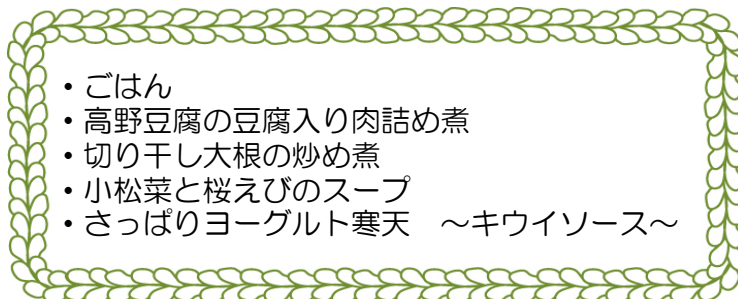 ・ごはん
・高野豆腐の豆腐入り肉詰め煮
・切り干し大根の炒め煮
・小松菜と桜えびのスープ
・さっぱりヨーグルト寒天　～キウイソース～